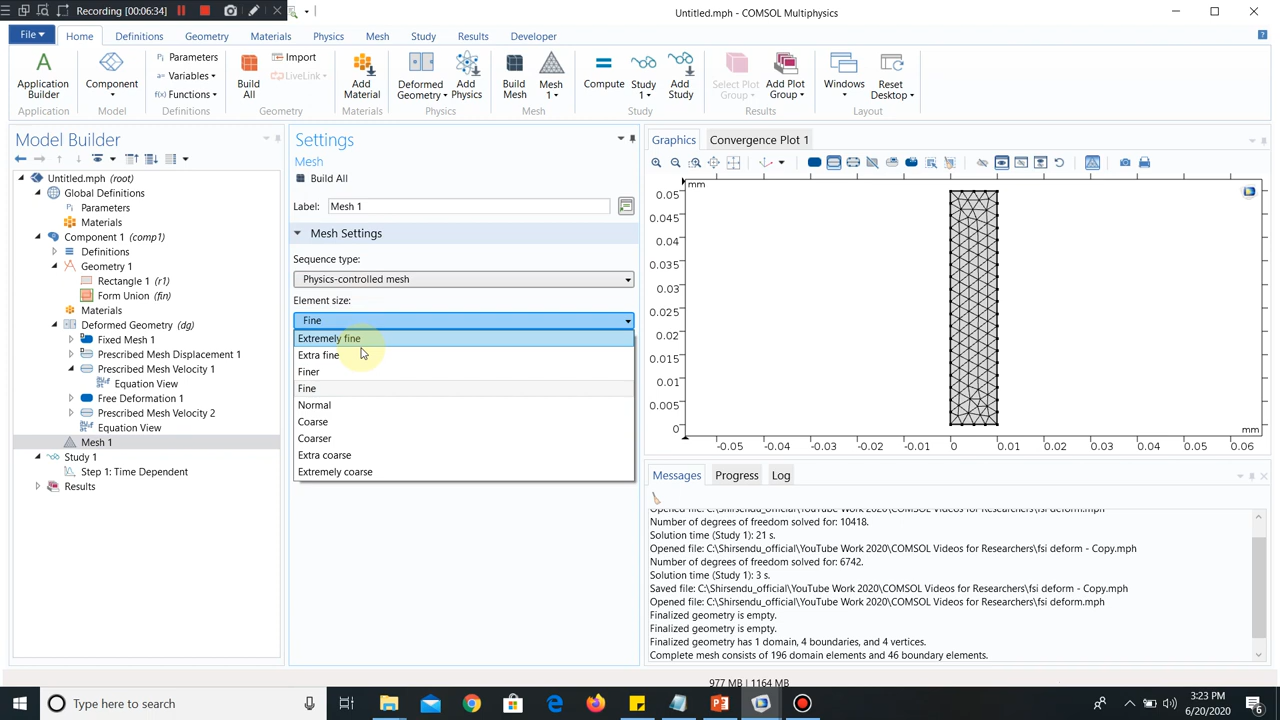 Recording [00:06:34]
Untitled.mph - COMSOL Multiphysics
File
Home
Definitions
Geometry
Materials
Physics
Mesh
Study
Results
Developer
Application Builder
Component
Parameters
Variables
f(x) Functions
Build All
Import
LiveLink
Add Material
Deformed Geometry
Add Physics
Build Mesh
Mesh 1
Compute
Study 1
Add Study
Select Plot Group
Add Plot Group
Windows
Reset Desktop
Application
Model
Definitions
Geometry
Materials
Physics
Mesh
Study
Results
Layout
Model Builder
Untitled.mph (root)
Global Definitions
Pi Parameters
Materials
Component 1 (comp1)
Definitions
Geometry 1
Rectangle 1 (r1)
Form Union (fin)
Materials
Deformed Geometry (dg)
Fixed Mesh 1
Prescribed Mesh Displacement 1
Prescribed Mesh Velocity 1
Equation View
Free Deformation 1
Prescribed Mesh Velocity 2
Equation View
Mesh 1
Study 1
Step 1: Time Dependent
Results
Settings
Mesh
Build All
Label: Mesh 1
Mesh Settings
Sequence type:
Physics-controlled mesh
Element size:
Fine
Extremely fine
Extra fine
Finer
Fine
Normal
Coarse
Coarser
Extra coarse
Extremely coarse
Graphics
Convergence Plot 1
mm
0.05
0.045
0.04
0.035
0.03
0.025
0.02
0.015
0.01
0.005
0
-0.05 -0.04 -0.03 -0.02 -0.01 0 0.01 0.02 0.03 0.04 0.05 0.06
mm
Messages
Progress
Log
Opened file: C:\Shirsendu_official\YouTube Work 2020\COMSOL Videos for Researchers\fsi deform.mph
Number of degrees of freedom solved for: 10418.
Solution time (Study 1): 21 s.
Opened file: C:\Shirsendu_official\YouTube Work 2020\COMSOL Videos for Researchers\fsi deform - Copy.mph
Number of degrees of freedom solved for: 6742.
Solution time (Study 1): 3 s.
Saved file: C:\Shirsendu_official\YouTube Work 2020\COMSOL Videos for Researchers\fsi deform - Copy.mph
Opened file: C:\Shirsendu_official\YouTube Work 2020\COMSOL Videos for Researchers\fsi deform.mph
Finalized geometry is empty.
Finalized geometry is empty.
Finalized geometry has 1 domain, 4 boundaries, and 4 vertices.
Complete mesh consists of 196 domain elements and 46 boundary elements.
977 MB | 1164 MB
Type here to search
3:23 PM
6/20/2020
6